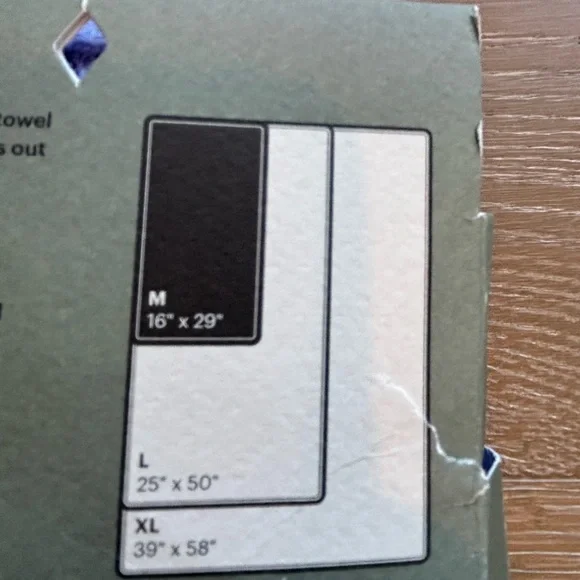 towel
s out
M
16" x 29"
L
25" x 50"
XL
39" x 58"